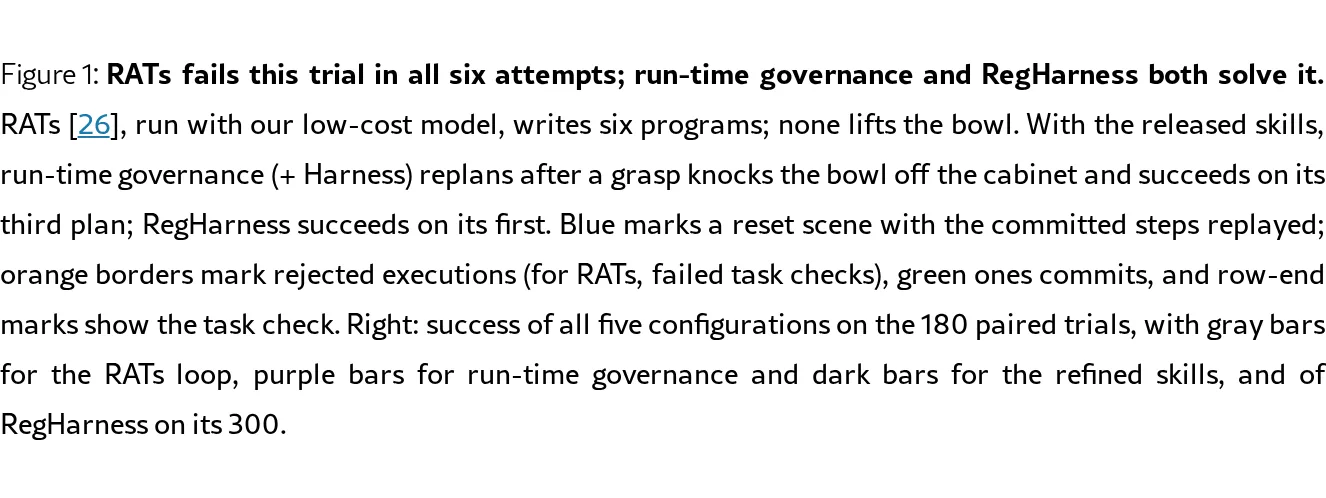 Figure 1: RATs fails this trial in all six attempts; run-time governance and RegHarness both solve it.
RATs [26], run with our low-cost model, writes six programs; none lifts the bowl. With the released skills,
run-time governance (+ Harness) replans after a grasp knocks the bowl off the cabinet and succeeds on its
third plan; RegHarness succeeds on its first. Blue marks a reset scene with the committed steps replayed;
orange borders mark rejected executions (for RATs, failed task checks), green ones commits, and row-end
marks show the task check. Right: success of all five configurations on the 180 paired trials, with gray bars
for the RATs loop, purple bars for run-time governance and dark bars for the refined skills, and of
RegHarness on its 300.